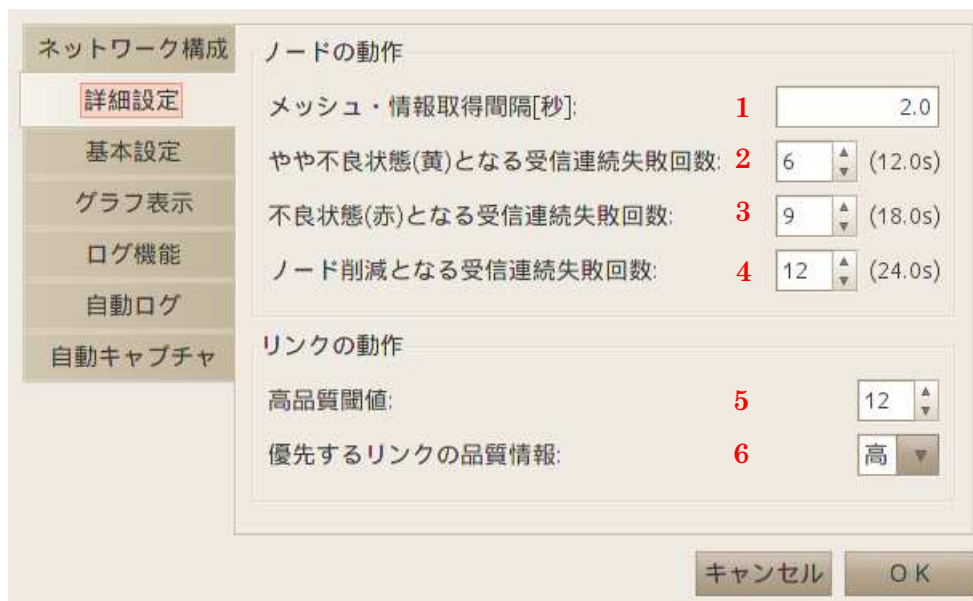 ネットワーク構成
詳細設定
基本設定
グラフ表示
ログ機能
自動ログ
自動キャプチャ
ノードの動作
メッシュ・情報取得間隔[秒]: 1 2.0
やや不良状態(黄)となる受信連続失敗回数: 2 6 (12.0s)
不良状態(赤)となる受信連続失敗回数: 3 9 (18.0s)
ノード削減となる受信連続失敗回数: 4 12 (24.0s)
リンクの動作
高品質閾値: 5 12
優先するリンクの品質情報: 6 高
キャンセル OK